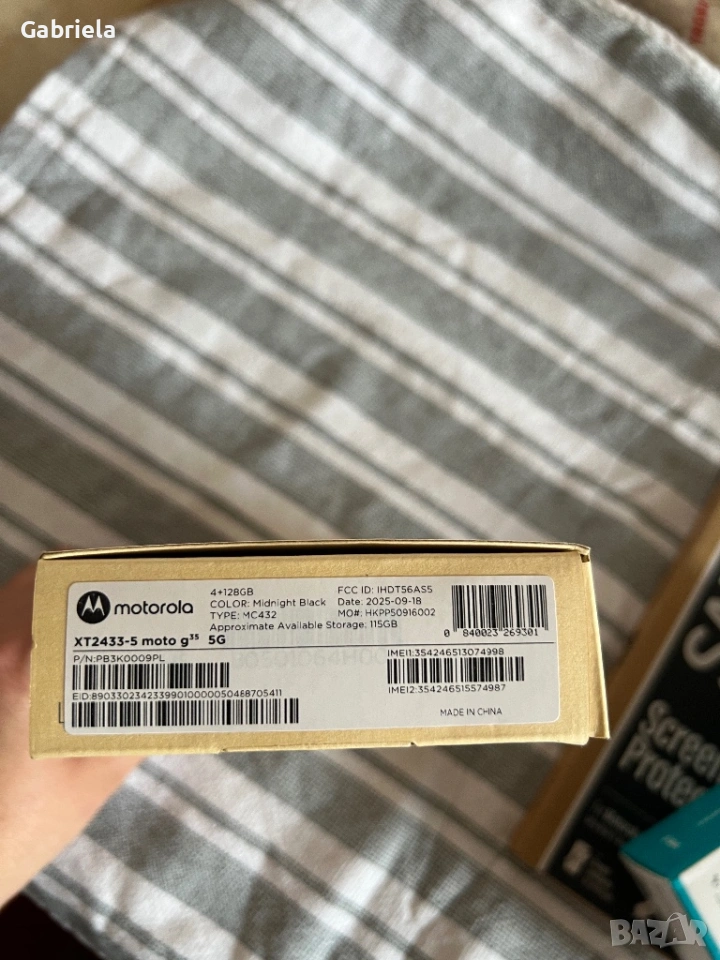 Gabriela
motorola
4+128GB
COLOR: Midnight Black
TYPE: MC432
Approximate Available Storage: 115GB
FCC ID: IHDT56AS5
Date: 2025-09-18
MO#: HKPP50916002
0 840023 269301
XT2433-5 moto g35 5G
P/N:PB3K0009PL
EID:89033023423399010000050468705411
IMEI1:354246513074998
IMEI2:354246515574987
MADE IN CHINA
Screen
Protec
BAZAR